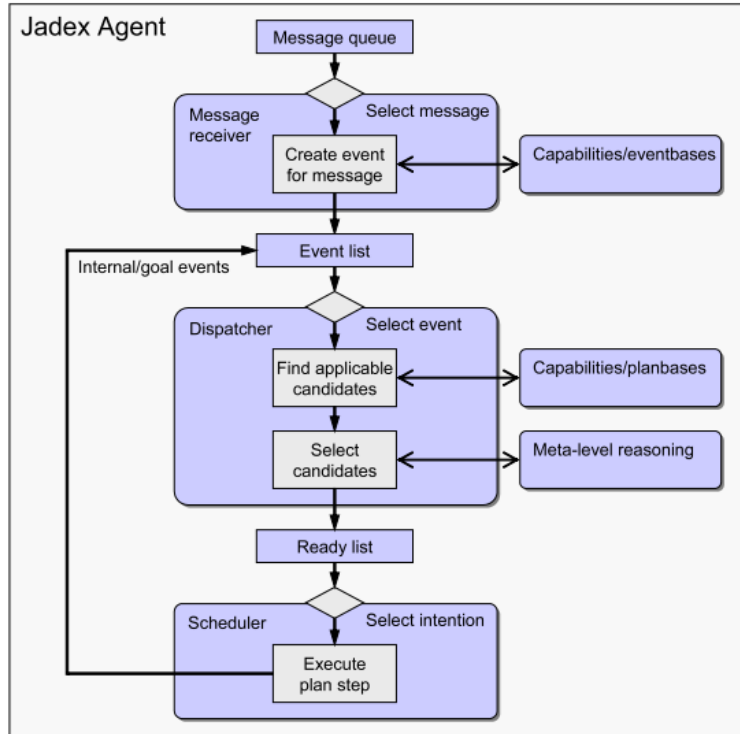 Jadex Agent
Message queue
Message
receiver
Select message
Create event
for message
Capabilities/eventbases
Event list
Internal/goal events
Dispatcher
Select event
Find applicable
candidates
Capabilities/planbases
Select
candidates
Meta-level reasoning
Ready list
Scheduler
Select intention
Execute
plan step